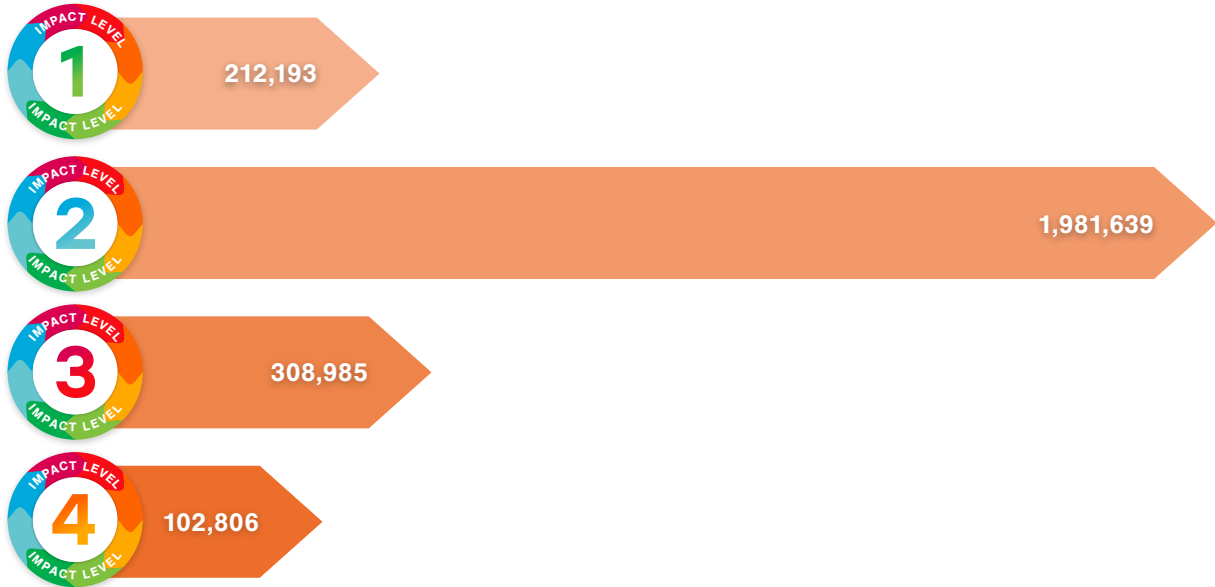 IMPACT LEVEL
1
IMPACT LEVEL
212,193
IMPACT LEVEL
2
IMPACT LEVEL
1,981,639
IMPACT LEVEL
3
IMPACT LEVEL
308,985
IMPACT LEVEL
4
IMPACT LEVEL
102,806